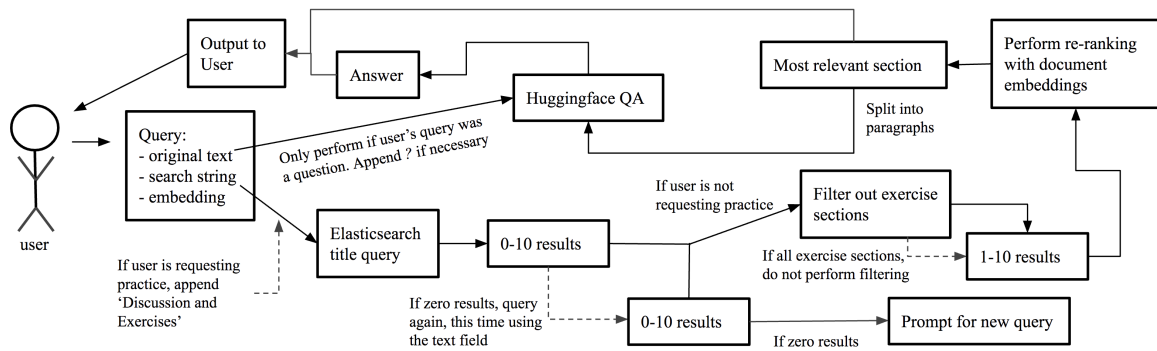 Output to
User
Answer
Huggingface QA
Most relevant section
Perform re-ranking
with document
embeddings
Split into
paragraphs
Query:
- original text
- search string
- embedding
Only perform if user's query was
a question. Append ? if necessary
user
If user is requesting
practice, append
'Discussion and
Exercises'
Elasticsearch
title query
0-10 results
If user is not
requesting practice
Filter out exercise
sections
If all exercise sections,
do not perform filtering
1-10 results
If zero results, query
again, this time using
the text field
0-10 results
If zero results
Prompt for new query